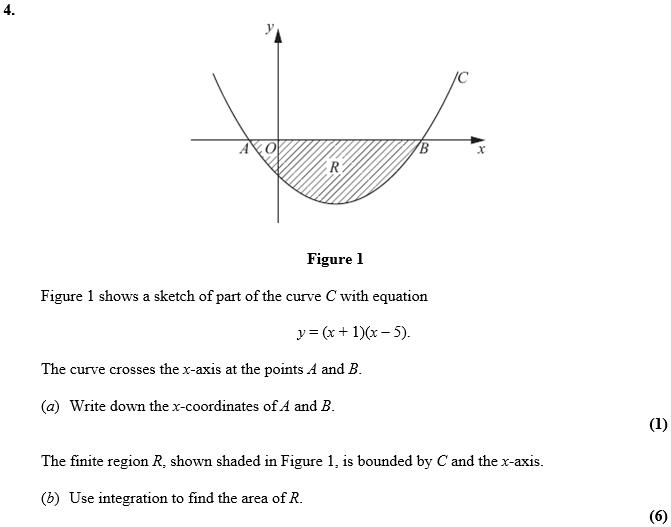 4.
y
C
A O B x
R
Figure 1
Figure 1 shows a sketch of part of the curve C with equation
y = (x + 1)(x – 5).
The curve crosses the x-axis at the points A and B.
(a) Write down the x-coordinates of A and B.
(1)
The finite region R, shown shaded in Figure 1, is bounded by C and the x-axis.
(b) Use integration to find the area of R.
(6)